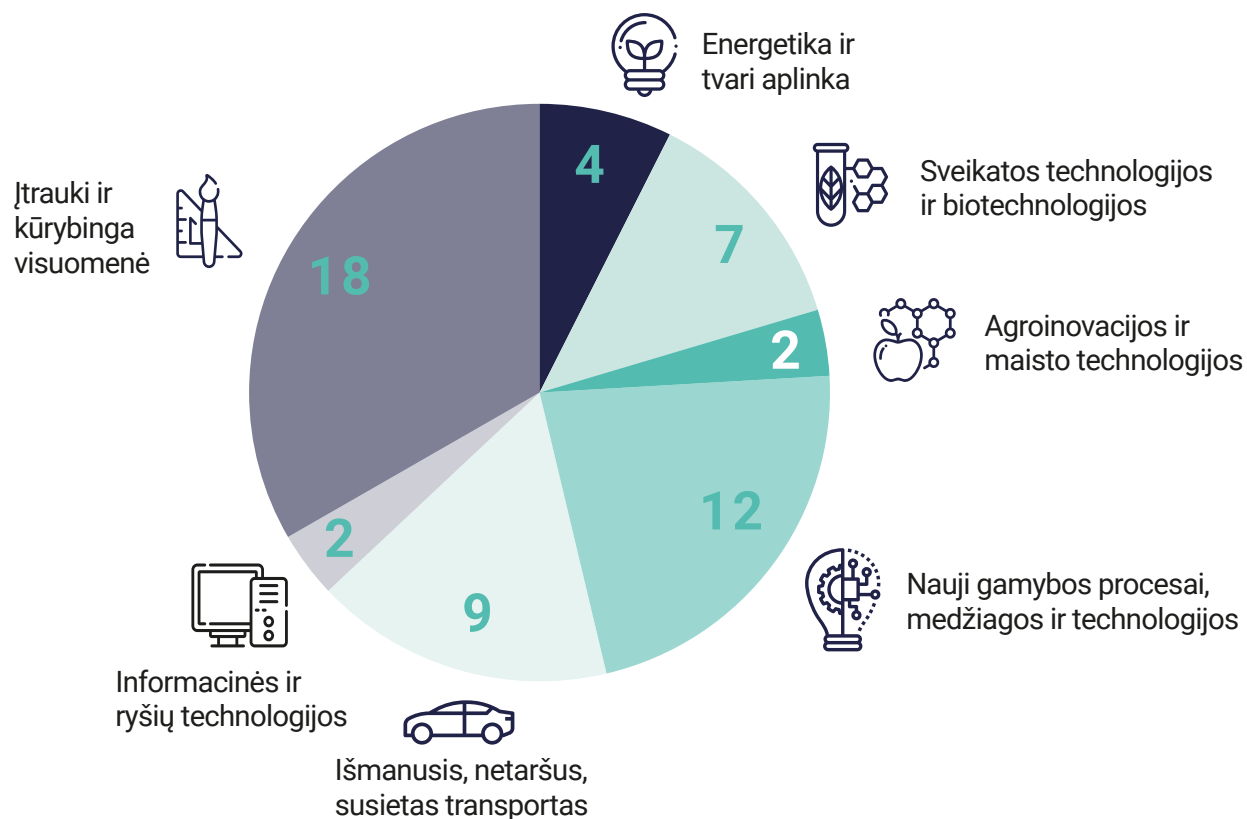 Energetika ir
tvari aplinka
4
Sveikatos technologijos
ir biotechnologijos
7
Agroinovacijos ir
maisto technologijos
2
Nauji gamybos procesai,
medžiagos ir technologijos
12
Išmanusis, netaršus,
susietas transportas
9
Informacinės ir
ryšių technologijos
2
Įtrauki ir
kūrybinga
visuomenė
18